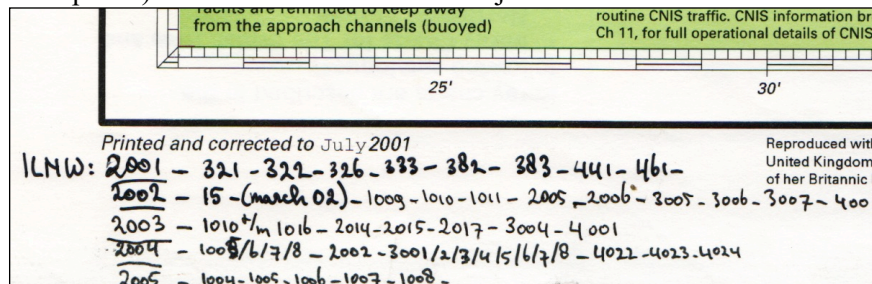 Yachts are reminded to keep away
from the approach channels (buoyed)
routine CNIS traffic. CNIS information br
Ch 11, for full operational details of CNIS
25'
30'
Printed and corrected to July 2001
Reproduced with
United Kingdom
of her Britannic
ILNW: 2001 - 321 - 322 - 326 - 333 - 382 - 383 - 441 - 461 -
2002 - 15 - (march 02) - 1009 - 1010 - 1011 - 2005 - 2006 - 3005 - 3006 - 3007 - 400
2003 - 1010 t/m 1016 - 2014 - 2015 - 2017 - 3004 - 4001
2004 - 1005/6/7/8 - 2002 - 3001/2/3/4/5/6/7/8 - 4022 - 4023 - 4024
2005 - 1004 - 1005 - 1006 - 1007 - 1008 -